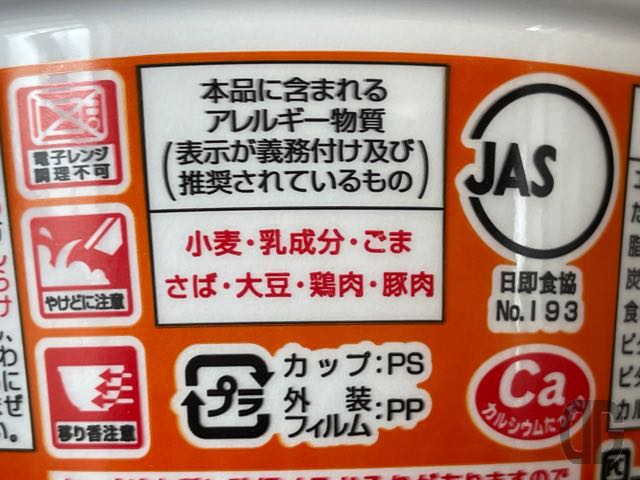 電子レンジ
調理不可
やけどに注意
移り香注意
本品に含まれる
アレルギー物質
(表示が義務付け及び
推奨されているもの)
小麦・乳成分・ごま
さば・大豆・鶏肉・豚肉
プラ
カップ:PS
外装
フィルム:PP
JAS
日即食協
No.193
Ca